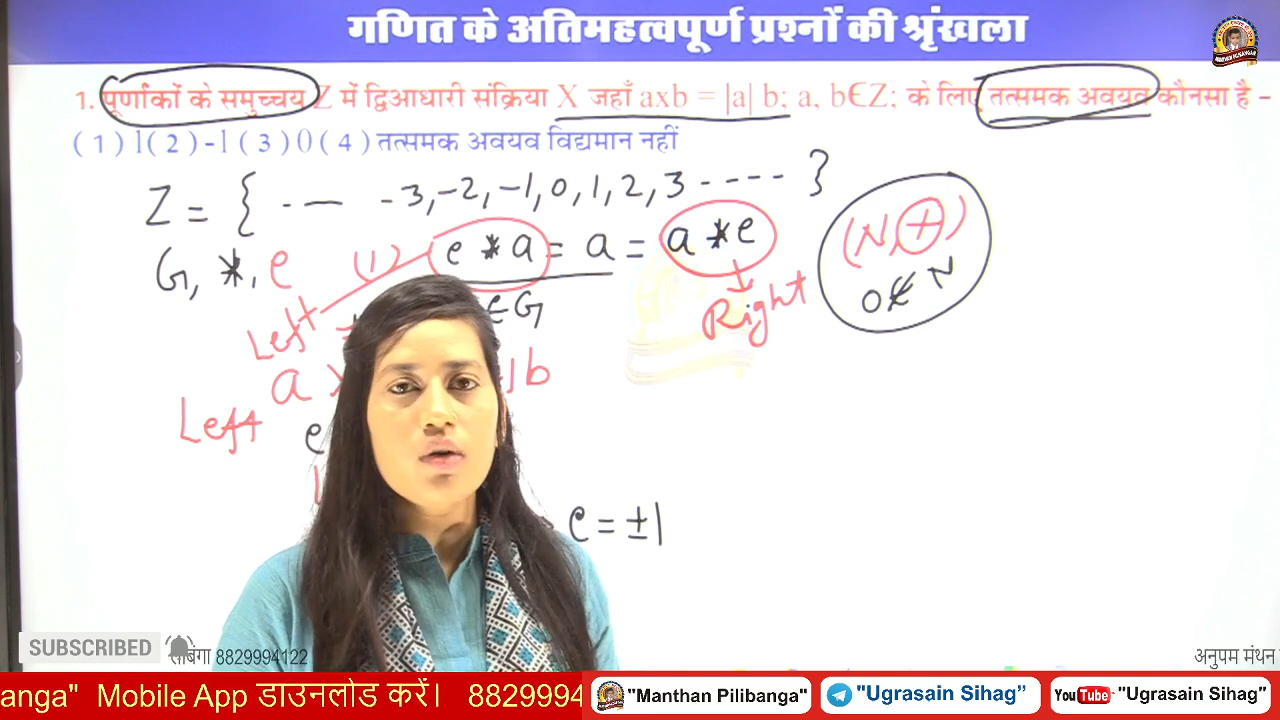 गणित के अतिमहत्वपूर्ण प्रश्नों की श्रृंखला
1. पूर्णांकों के समुच्चय Z में द्विआधारी संक्रिया X जहाँ axb = |a| b; a, b∈Z; के लिए तत्समक अवयव कौनसा है -
(1) 1(2) -1 (3) 0 (4) तत्समक अवयव विद्यमान नहीं
Z = { ---- -3, -2, -1, 0, 1, 2, 3 ---- }
G, *, e (1) e * a = a = a * e
(N, +)
0 ∉ N
Left ∈G Right
a b
Left e
e = ±1
SUBSCRIBED
8829994122
अनुपम मंथन
anga" Mobile App डाउनलोड करें। 8829994
"Manthan Pilibanga" "Ugrasain Sihag" YouTube "Ugrasain Sihag"